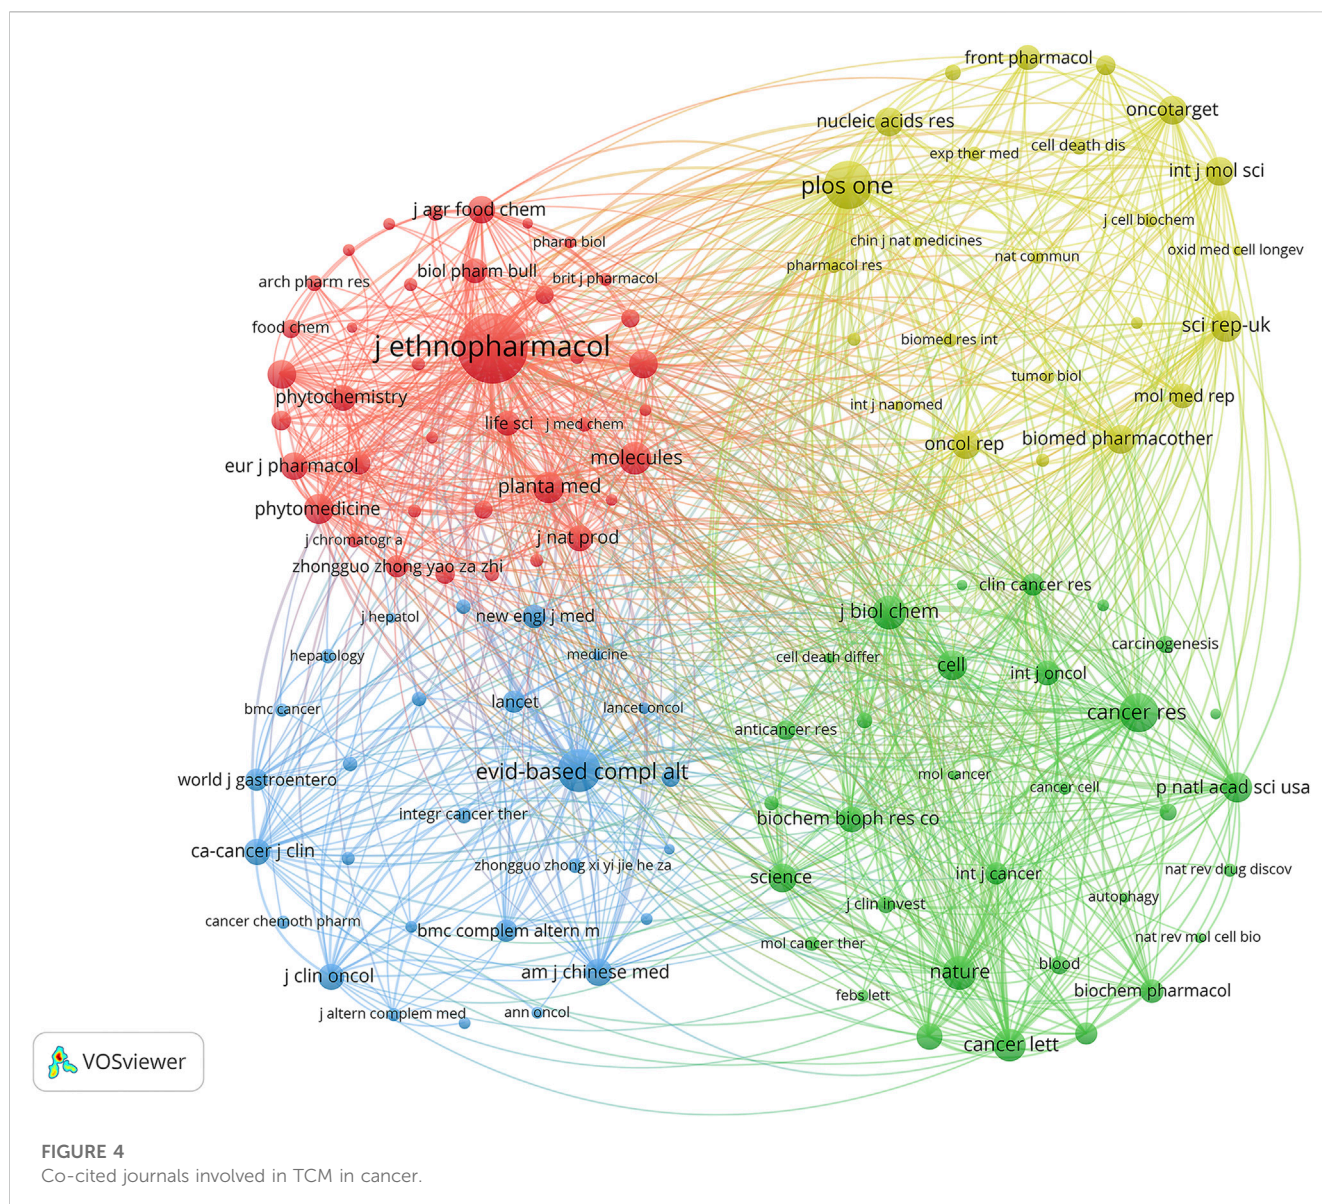 front pharmacol
oncotarget
nucleic acids res
cell death dis
exp ther med
int j mol sci
plos one
j agr food chem
j cell biochem
pharm biol
chin j nat medicines
oxid med cell longev
nat commun
pharmacol res
biol pharm bull
brit j pharmacol
arch pharm res
food chem
sci rep-uk
biomed res int
j ethnopharmacol
tumor biol
phytochemistry
mol med rep
int j nanomed
life sci
j med chem
oncol rep
biomed pharmacother
molecules
eur j pharmacol
planta med
phytomedicine
j nat prod
j chromatogr a
zhongguo zhong yao za zhi
clin cancer res
j biol chem
j hepatol
new engl j med
carcinogenesis
hepatology
medicine
cell death differ
cell
int j oncol
bmc cancer
lancet
lancet oncol
cancer res
anticancer res
evid-based compl alt
mol cancer
world j gastroentero
cancer cell
p natl acad sci usa
integr cancer ther
biochem bioph res co
ca-cancer j clin
zhongguo zhong xi yi jie he za
science
int j cancer
nat rev drug discov
autophagy
j clin invest
cancer chemoth pharm
bmc complem altern m
nat rev mol cell bio
mol cancer ther
j clin oncol
am j chinese med
nature
blood
biochem pharmacol
febs lett
j altern complem med
ann oncol
cancer lett
VOSviewer
FIGURE 4
Co-cited journals involved in TCM in cancer.